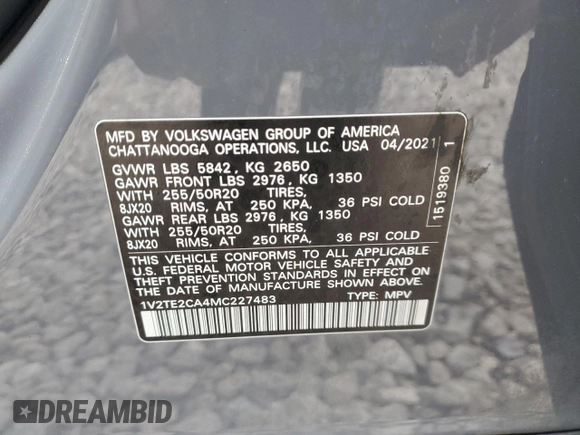 MFD BY VOLKSWAGEN GROUP OF AMERICA
CHATTANOOGA OPERATIONS, LLC. USA 04/2021
GVWR LBS 5842, KG 2650
GAWR FRONT LBS 2976, KG 1350
WITH 255/50R20 TIRES,
8JX20 RIMS, AT 250 KPA, 36 PSI COLD
GAWR REAR LBS 2976, KG 1350
WITH 255/50R20 TIRES,
8JX20 RIMS, AT 250 KPA, 36 PSI COLD
THIS VEHICLE CONFORMS TO ALL APPLICABLE
U.S. FEDERAL MOTOR VEHICLE SAFETY AND
THEFT PREVENTION STANDARDS IN EFFECT ON
THE DATE OF MANUFACTURE SHOWN ABOVE.
1V2TE2CA4MC227483 TYPE: MPV
1519380 1
DREAMBID